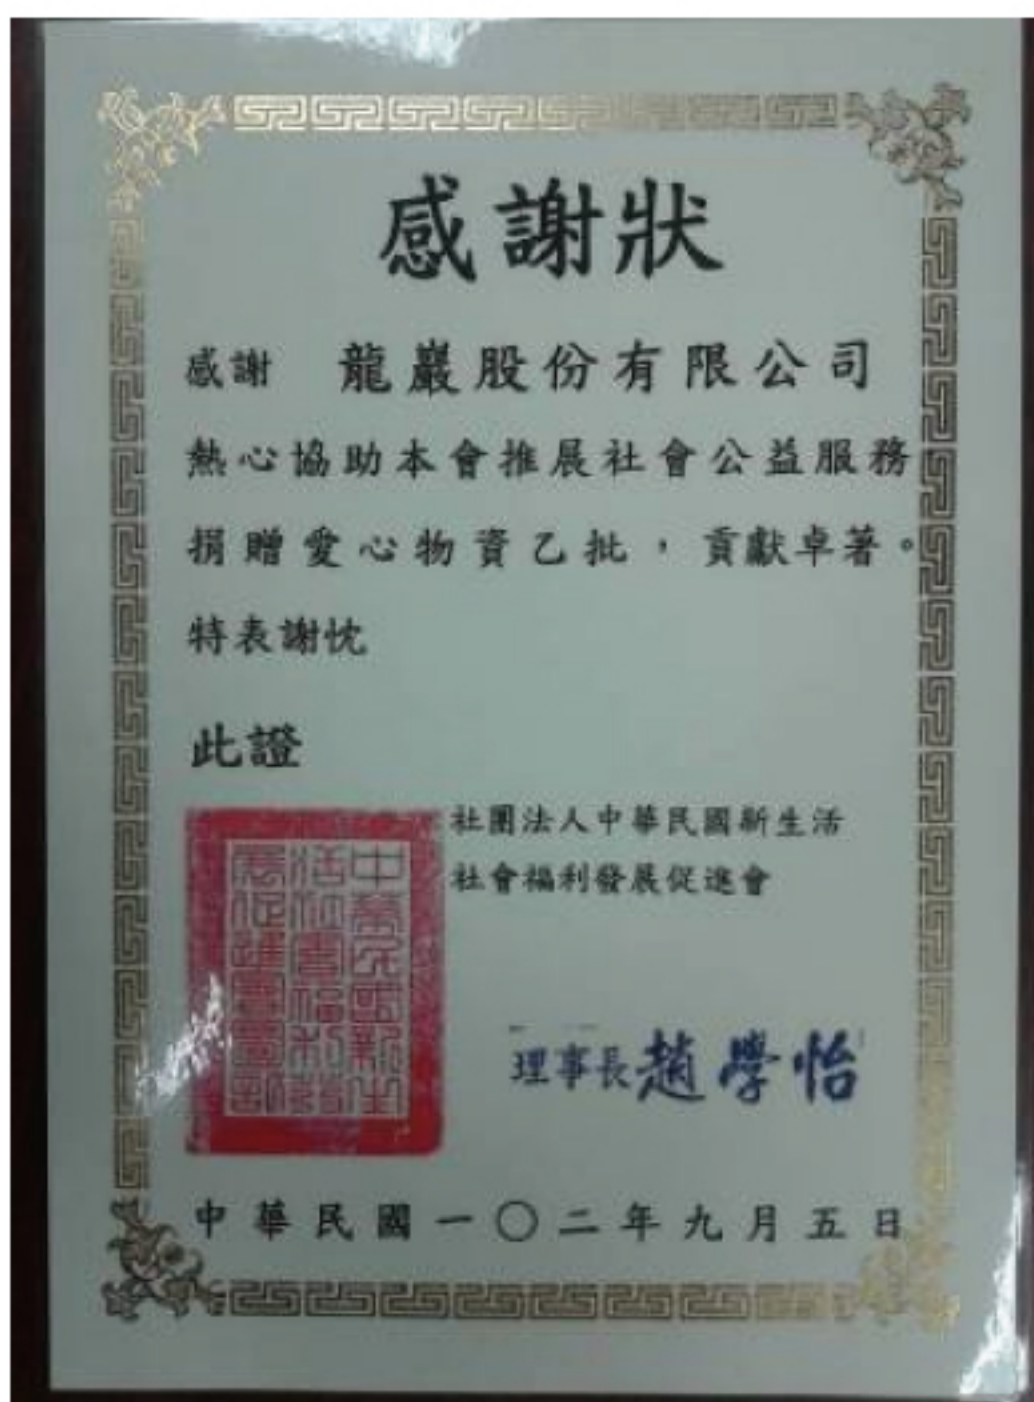 感謝狀
感謝 龍巖股份有限公司
熱心協助本會推展社會公益服務
捐贈愛心物資乙批，貢獻卓著。
特表謝忱
此證
社團法人中華民國新生活
社會福利發展促進會
理事長趙學怡
中華民國一〇二年九月五日